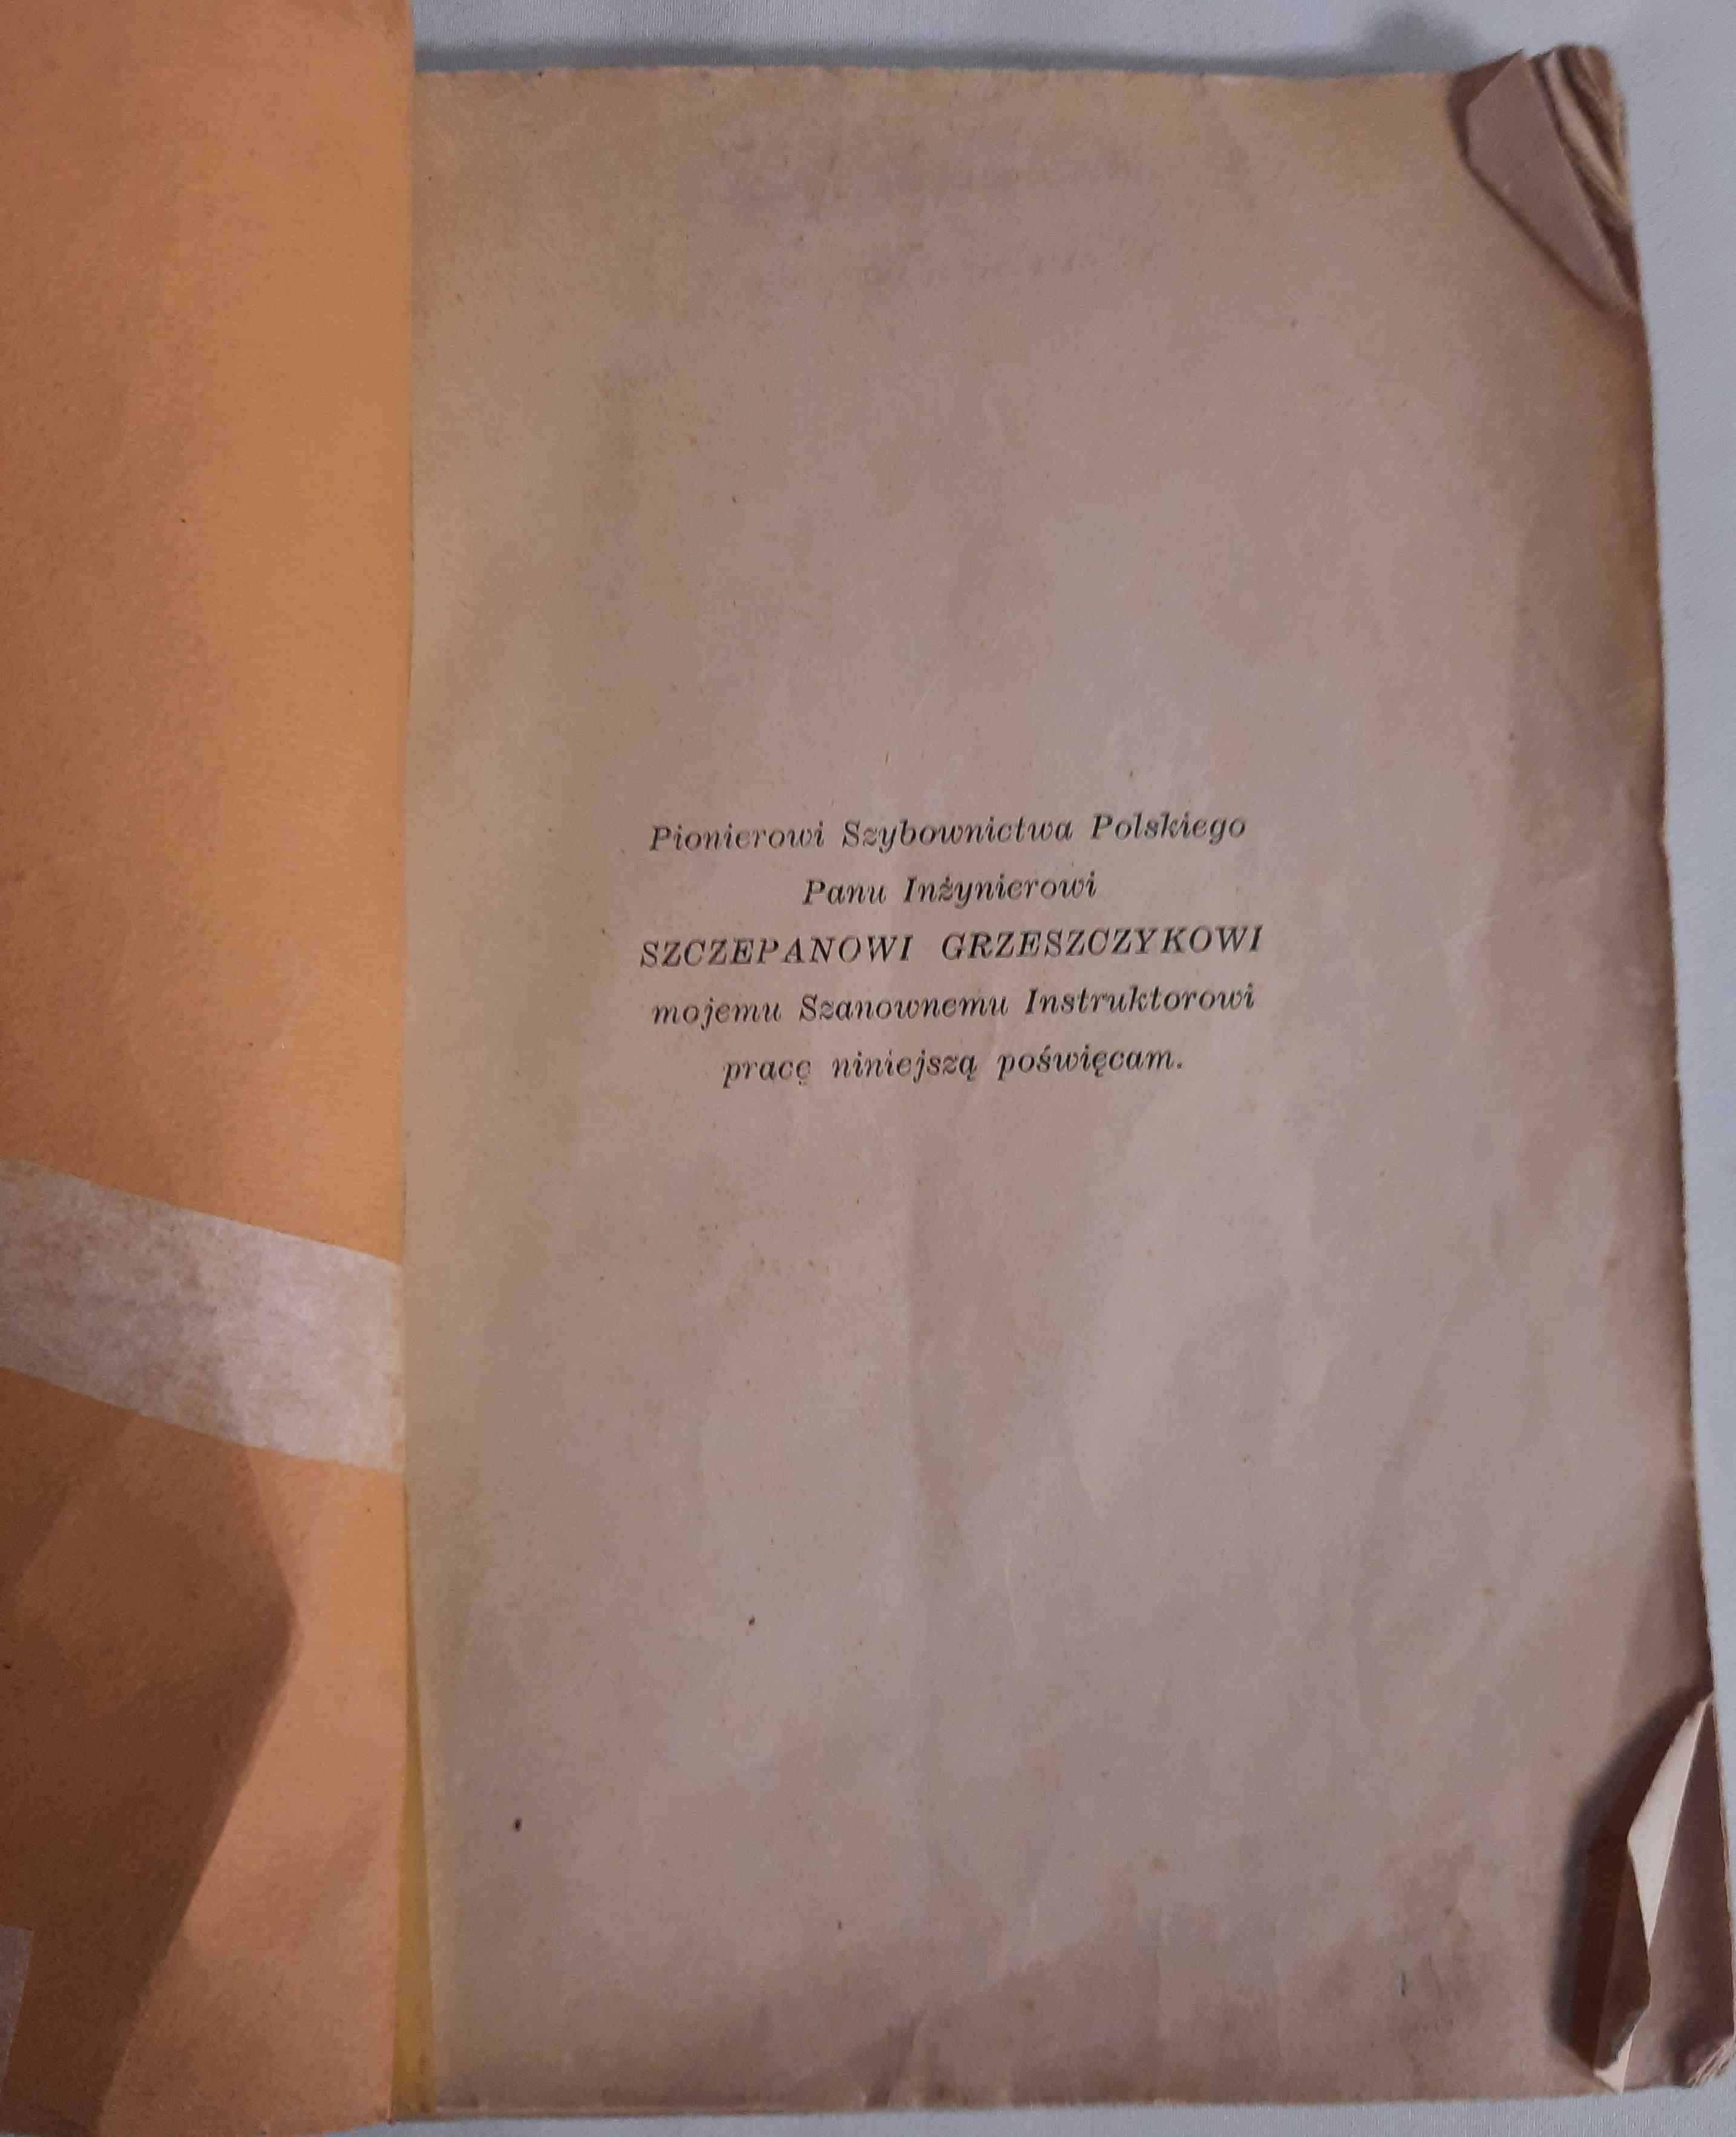 Pionierowi Szybownictwa Polskiego
Panu Inżynierowi
SZCZEPANOWI GRZESZCZYKOWI
mojemu Szanownemu Instruktorowi
pracę niniejszą poświęcam.